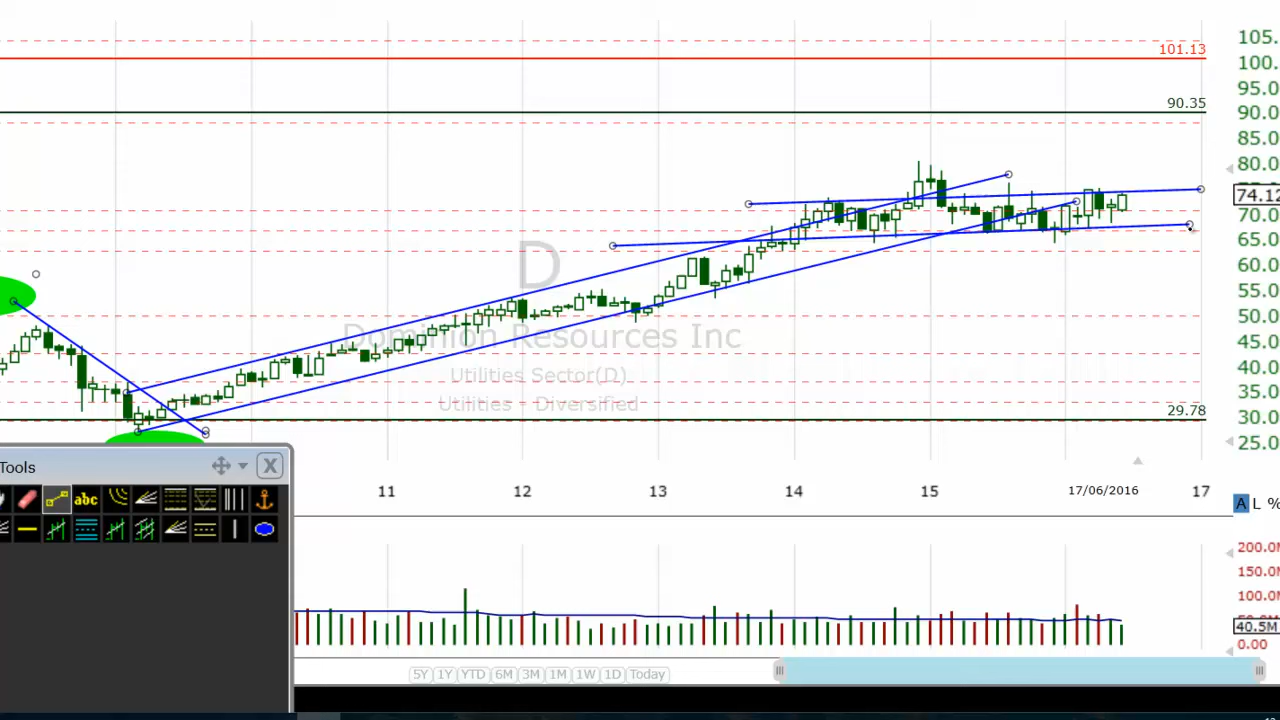 105.
101.13
100.
95.0
90.35
90.0
85.0
80.0
74.12
70.0
65.0
D
60.0
55.0
50.0
Dominion Resources Inc
45.0
Utilities Sector(D)
40.0
35.0
Utilities - Diversified
29.78
30.0
25.0
Tools
11 12 13 14 15 17/06/2016 17
abc
A L %
200.0M
150.0M
100.0M
40.5M
0.00
5Y 1Y YTD 6M 3M 1M 1W 1D Today